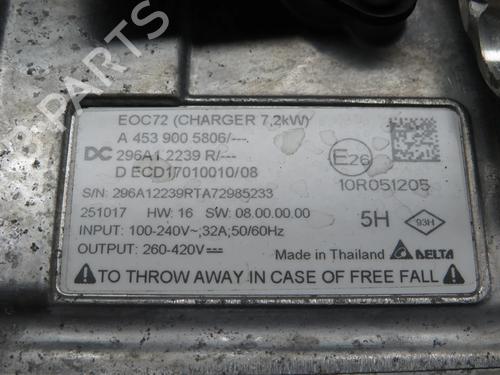 EOC72 (CHARGER 7,2kW)
A 453 900 5806/---
DC 296A1 2239 R/---
D ECD17010010/08
S/N: 296A12239RTA72985233
E26
10R051205
251017 HW: 16 SW: 08.00.00.00
5H
93H
INPUT: 100-240V~;32A;50/60Hz
OUTPUT: 260-420V⎓
Made in Thailand DELTA
TO THROW AWAY IN CASE OF FREE FALL